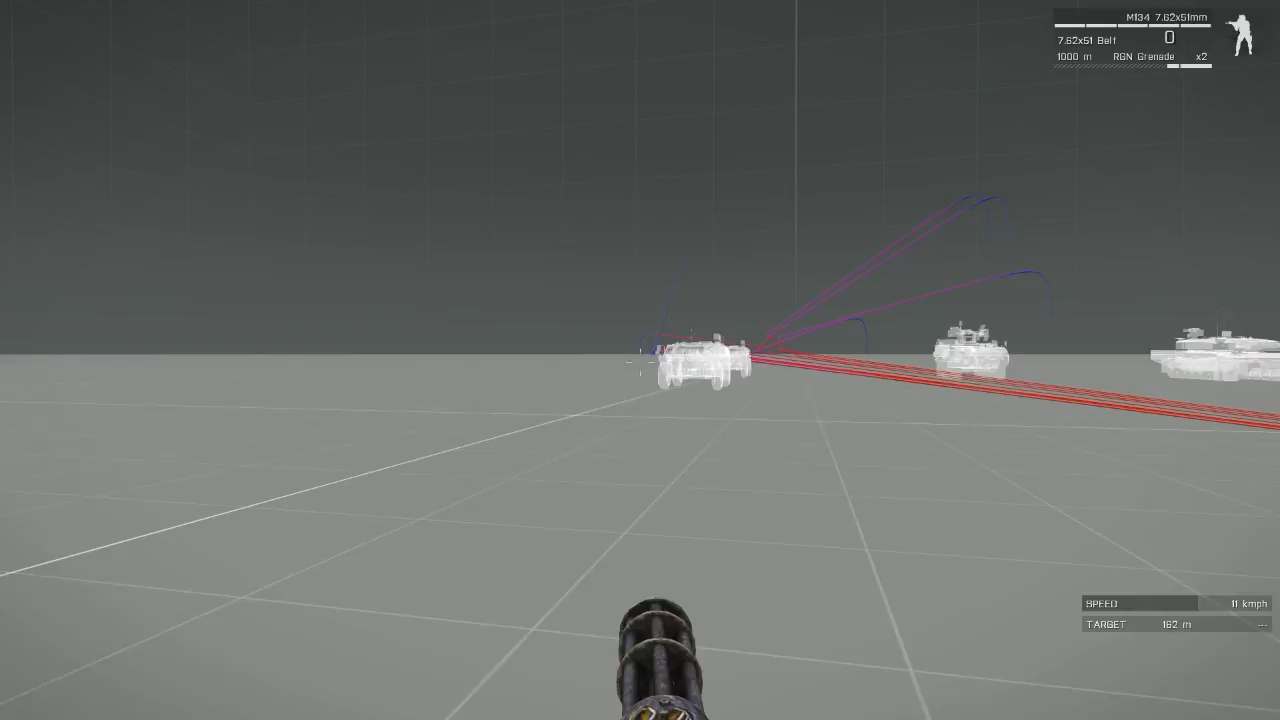 M134 7.62x51mm
7.62x51 Belt 0
1000 m RGN Grenade x2
SPEED 11 kmph
TARGET 162 m ---